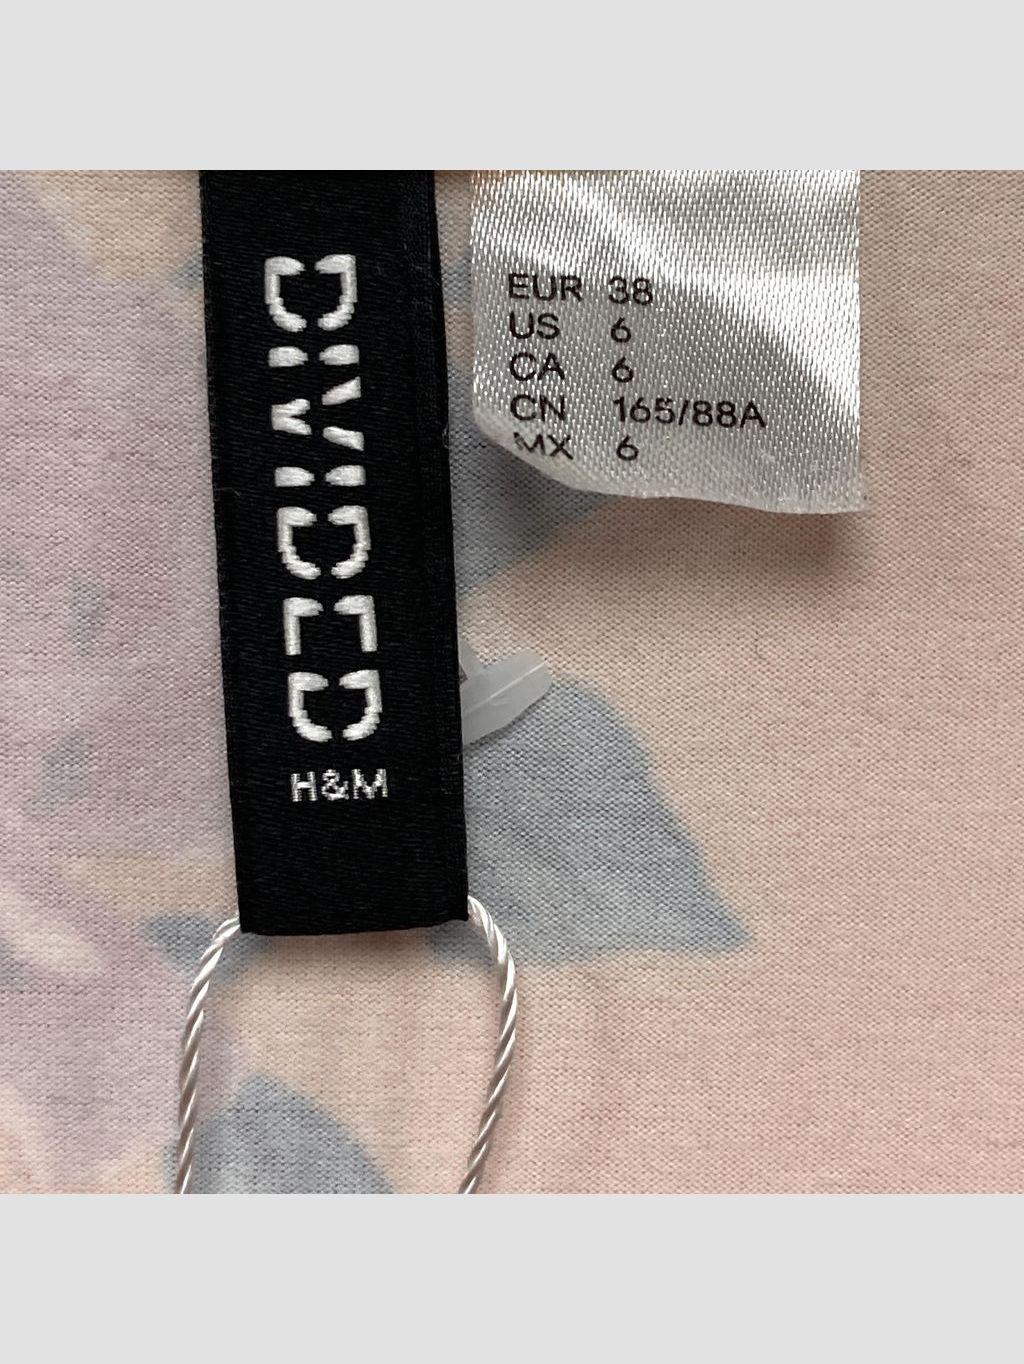 DIVIDED
H&M
EUR 38
US 6
CA 6
CN 165/88A
MX 6